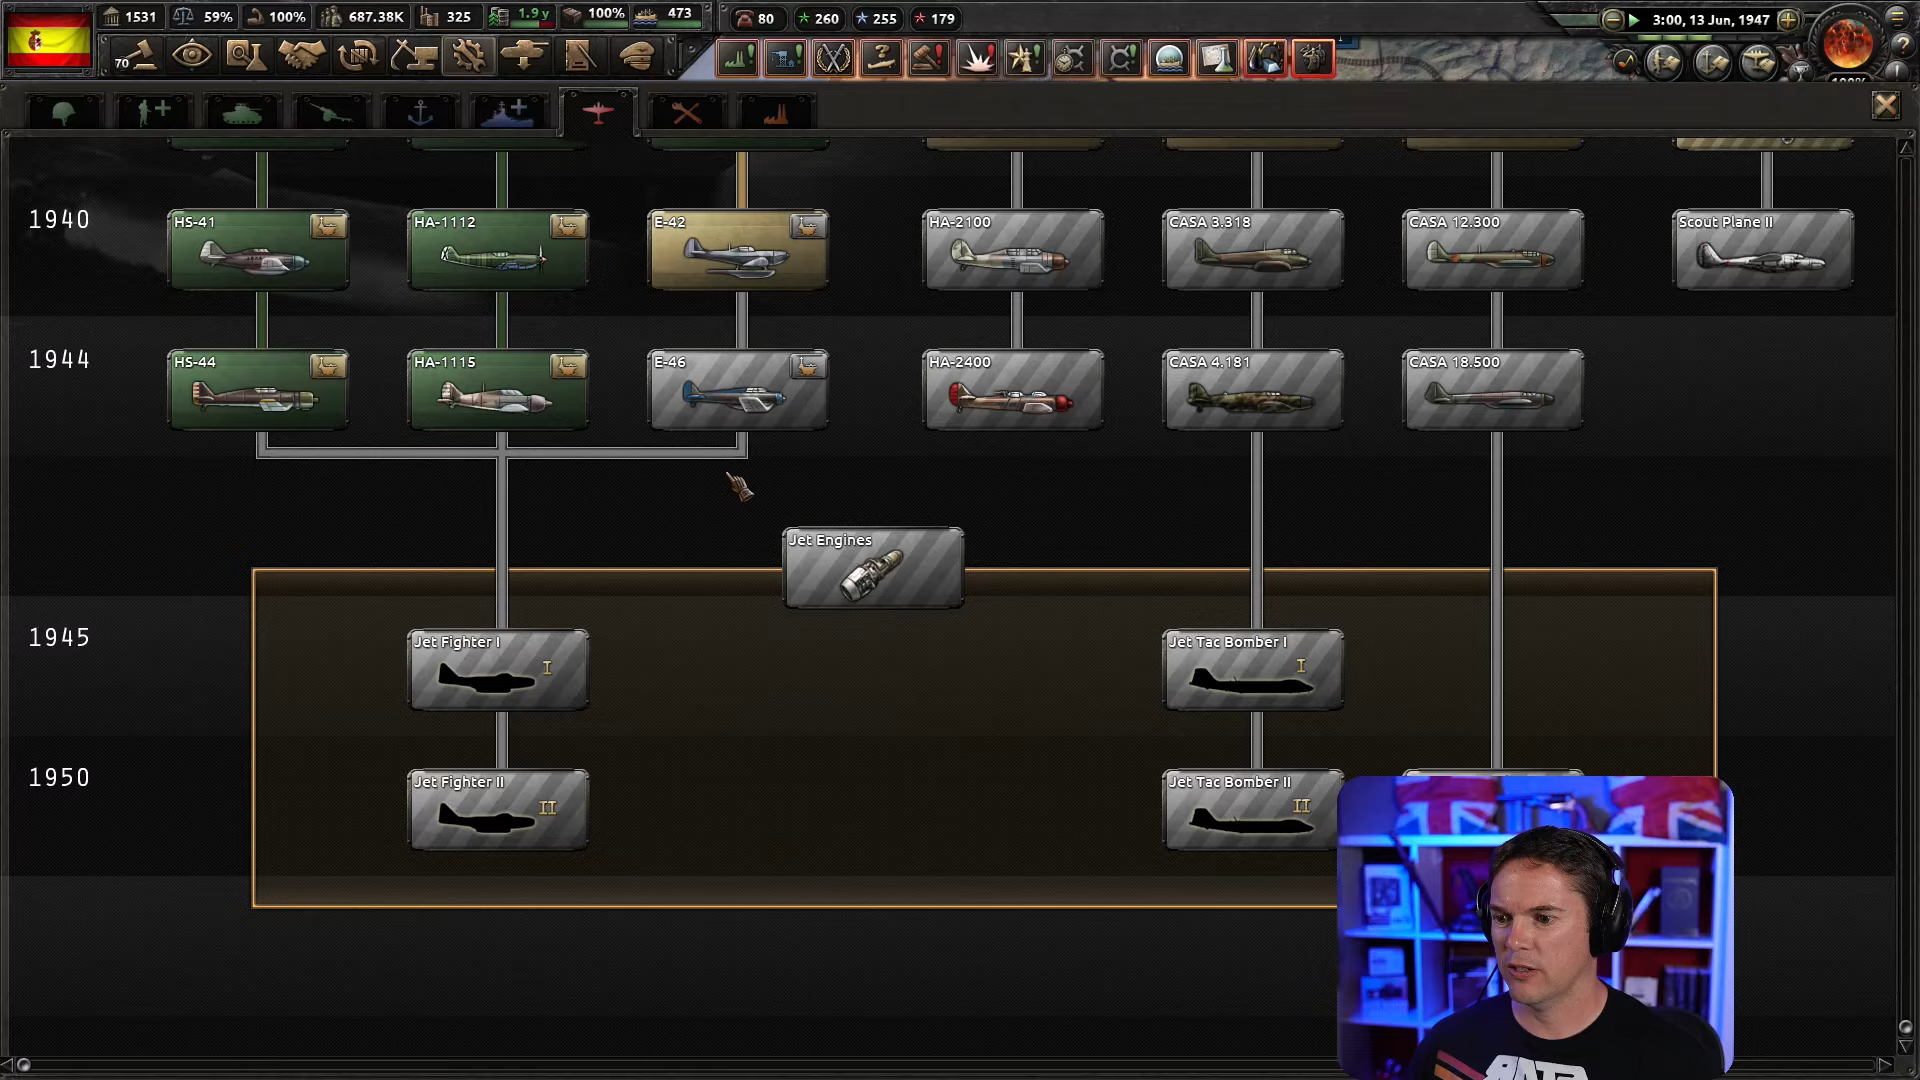 1531 59% 100% 687.38K 325 1.9 y 100% 473 80 260 255 179 3:00, 13 Jun, 1947
70
1940
HS-41 HA-1112 E-42 HA-2100 CASA 3.318 CASA 12.300 Scout Plane II
1944
HS-44 HA-1115 E-46 HA-2400 CASA 4.181 CASA 18.500
Jet Engines
1945
Jet Fighter I Jet Tac Bomber I
I I
1950
Jet Fighter II Jet Tac Bomber II
II II